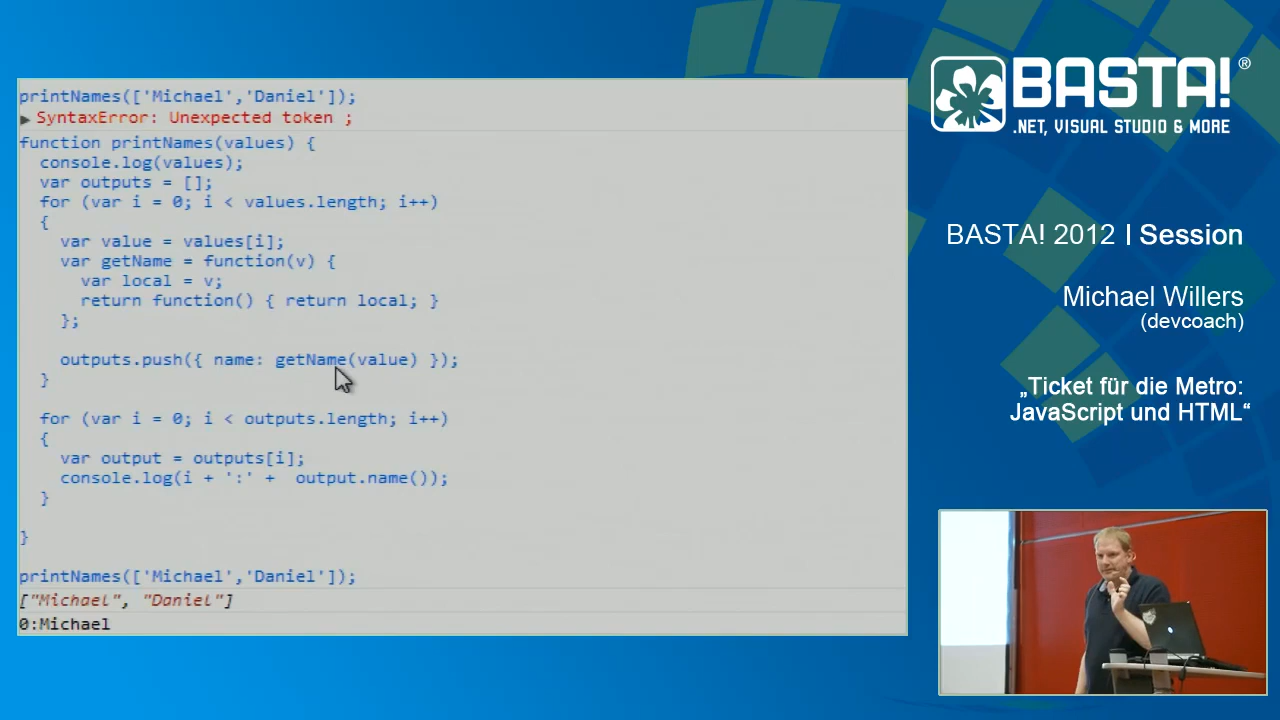 printNames(['Michael','Daniel']);
SyntaxError: Unexpected token ;
function printNames(values) {
  console.log(values);
  var outputs = [];
  for (var i = 0; i < values.length; i++)
  {
    var value = values[i];
    var getName = function(v) {
      var local = v;
      return function() { return local; }
    };
    outputs.push({ name: getName(value) });
  }
  for (var i = 0; i < outputs.length; i++)
  {
    var output = outputs[i];
    console.log(i + ':' +  output.name());
  }
}
printNames(['Michael','Daniel']);
["Michael", "Daniel"]
0:Michael
BASTA!®
.NET, VISUAL STUDIO & MORE
BASTA! 2012 I Session
Michael Willers
(devcoach)
„Ticket für die Metro:
JavaScript und HTML“